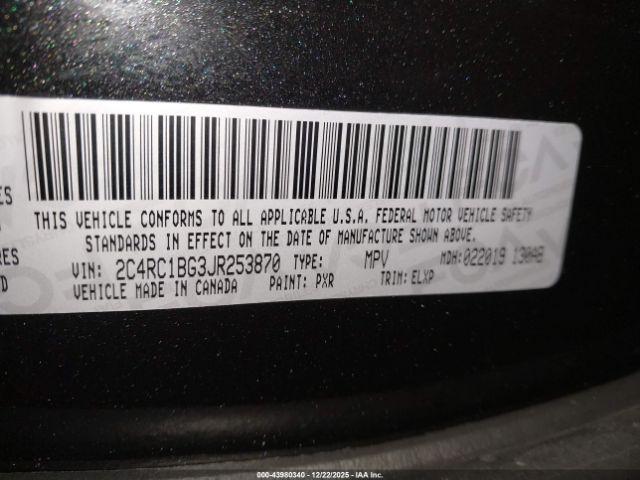 ES
THIS VEHICLE CONFORMS TO ALL APPLICABLE U.S.A. FEDERAL MOTOR VEHICLE SAFETY
STANDARDS IN EFFECT ON THE DATE OF MANUFACTURE SHOWN ABOVE.
RES
VIN: 2C4RC1BG3JR253870 TYPE: MPV MDH:
D
VEHICLE MADE IN CANADA PAINT: PXR TRIM: ELXP
000-43980340 - 12/22/2025 - IAA Inc.